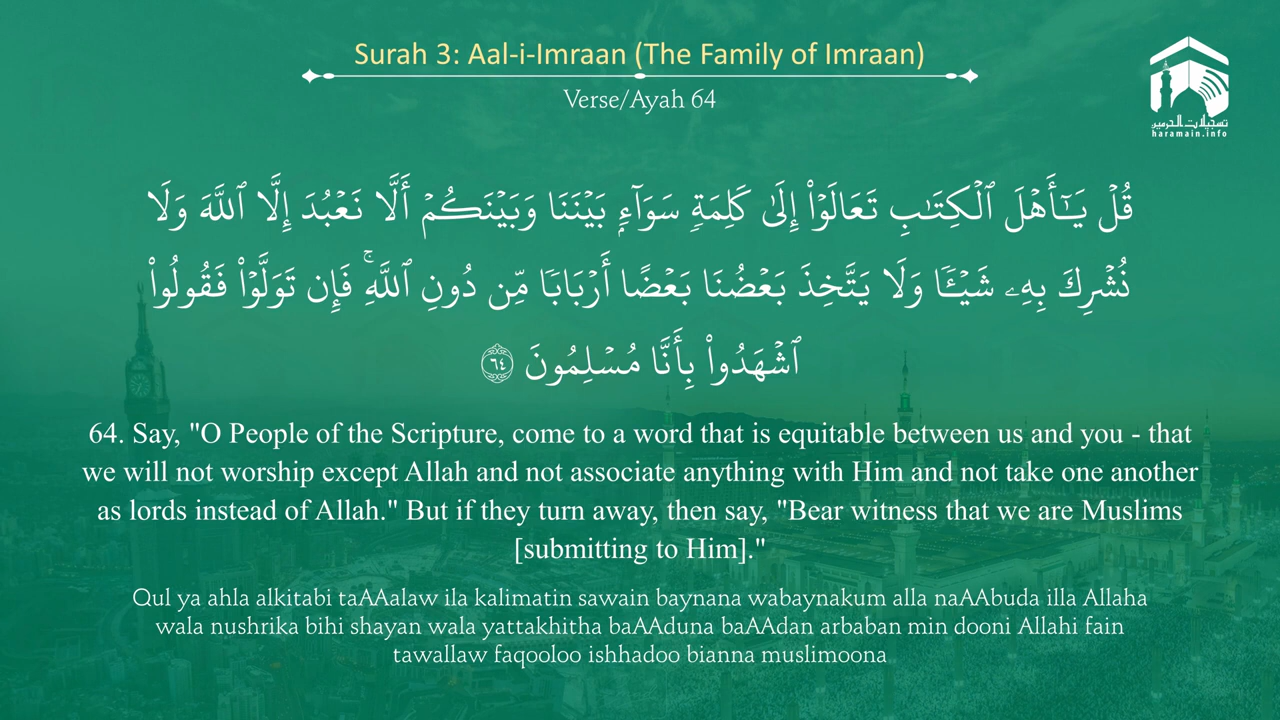 Surah 3: Aal-i-Imraan (The Family of Imraan)
Verse/Ayah 64
تسجيلات الحرمين
haramain.info
قُلْ يَـٰٓأَهْلَ ٱلْكِتَـٰبِ تَعَالَوْا۟ إِلَىٰ كَلِمَةٍۢ سَوَآءٍۭ بَيْنَنَا وَبَيْنَكُمْ أَلَّا نَعْبُدَ إِلَّا ٱللَّهَ وَلَا
نُشْرِكَ بِهِۦ شَيْـًۭٔا وَلَا يَتَّخِذَ بَعْضُنَا بَعْضًا أَرْبَابًۭا مِّن دُونِ ٱللَّهِ ۚ فَإِن تَوَلَّوْا۟ فَقُولُوا۟
ٱشْهَدُوا۟ بِأَنَّا مُسْلِمُونَ ٦٤
64. Say, "O People of the Scripture, come to a word that is equitable between us and you - that
we will not worship except Allah and not associate anything with Him and not take one another
as lords instead of Allah." But if they turn away, then say, "Bear witness that we are Muslims
[submitting to Him]."
Qul ya ahla alkitabi taAAalaw ila kalimatin sawain baynana wabaynakum alla naAAbuda illa Allaha
wala nushrika bihi shayan wala yattakhitha baAAduna baAAdan arbaban min dooni Allahi fain
tawallaw faqooloo ishhadoo bianna muslimoona